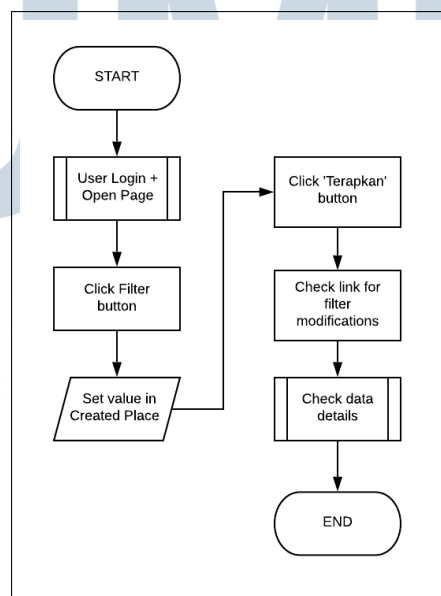 START
User Login +
Open Page
Click Filter
button
Set value in
Created Place
Click 'Terapkan'
button
Check link for
filter
modifications
Check data
details
END